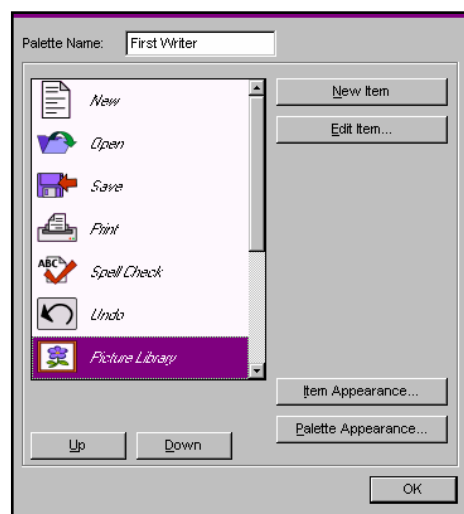 Palette Name: First Writer
New
New Item
Open
Edit Item...
Save
Print
ABC
Spell Check
Undo
Picture Library
Item Appearance...
Palette Appearance...
Up
Down
OK